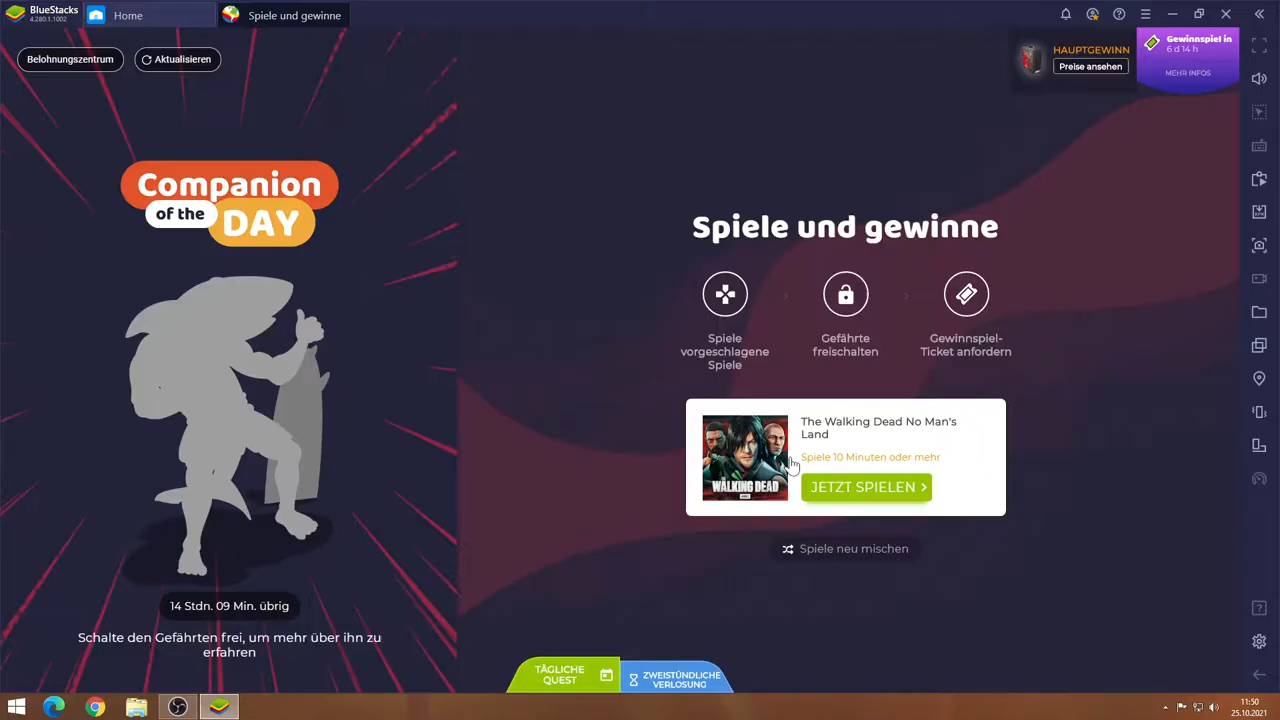 BlueStacks
4.280.1.1002
Home
Spiele und gewinne
Belohnungszentrum
Aktualisieren
HAUPTGEWINN
Preise ansehen
Gewinnspiel in
6 d 14 h
MEHR INFOS
Companion
of the
DAY
14 Stdn. 09 Min. übrig
Schalte den Gefährten frei, um mehr über ihn zu
erfahren
Spiele und gewinne
Spiele
vorgeschlagene
Spiele
Gefährte
freischalten
Gewinnspiel-
Ticket anfordern
THE WALKING DEAD
The Walking Dead No Man's
Land
Spiele 10 Minuten oder mehr
JETZT SPIELEN
Spiele neu mischen
TÄGLICHE
QUEST
ZWEISTÜNDLICHE
VERLOSUNG
11:50
25.10.2021